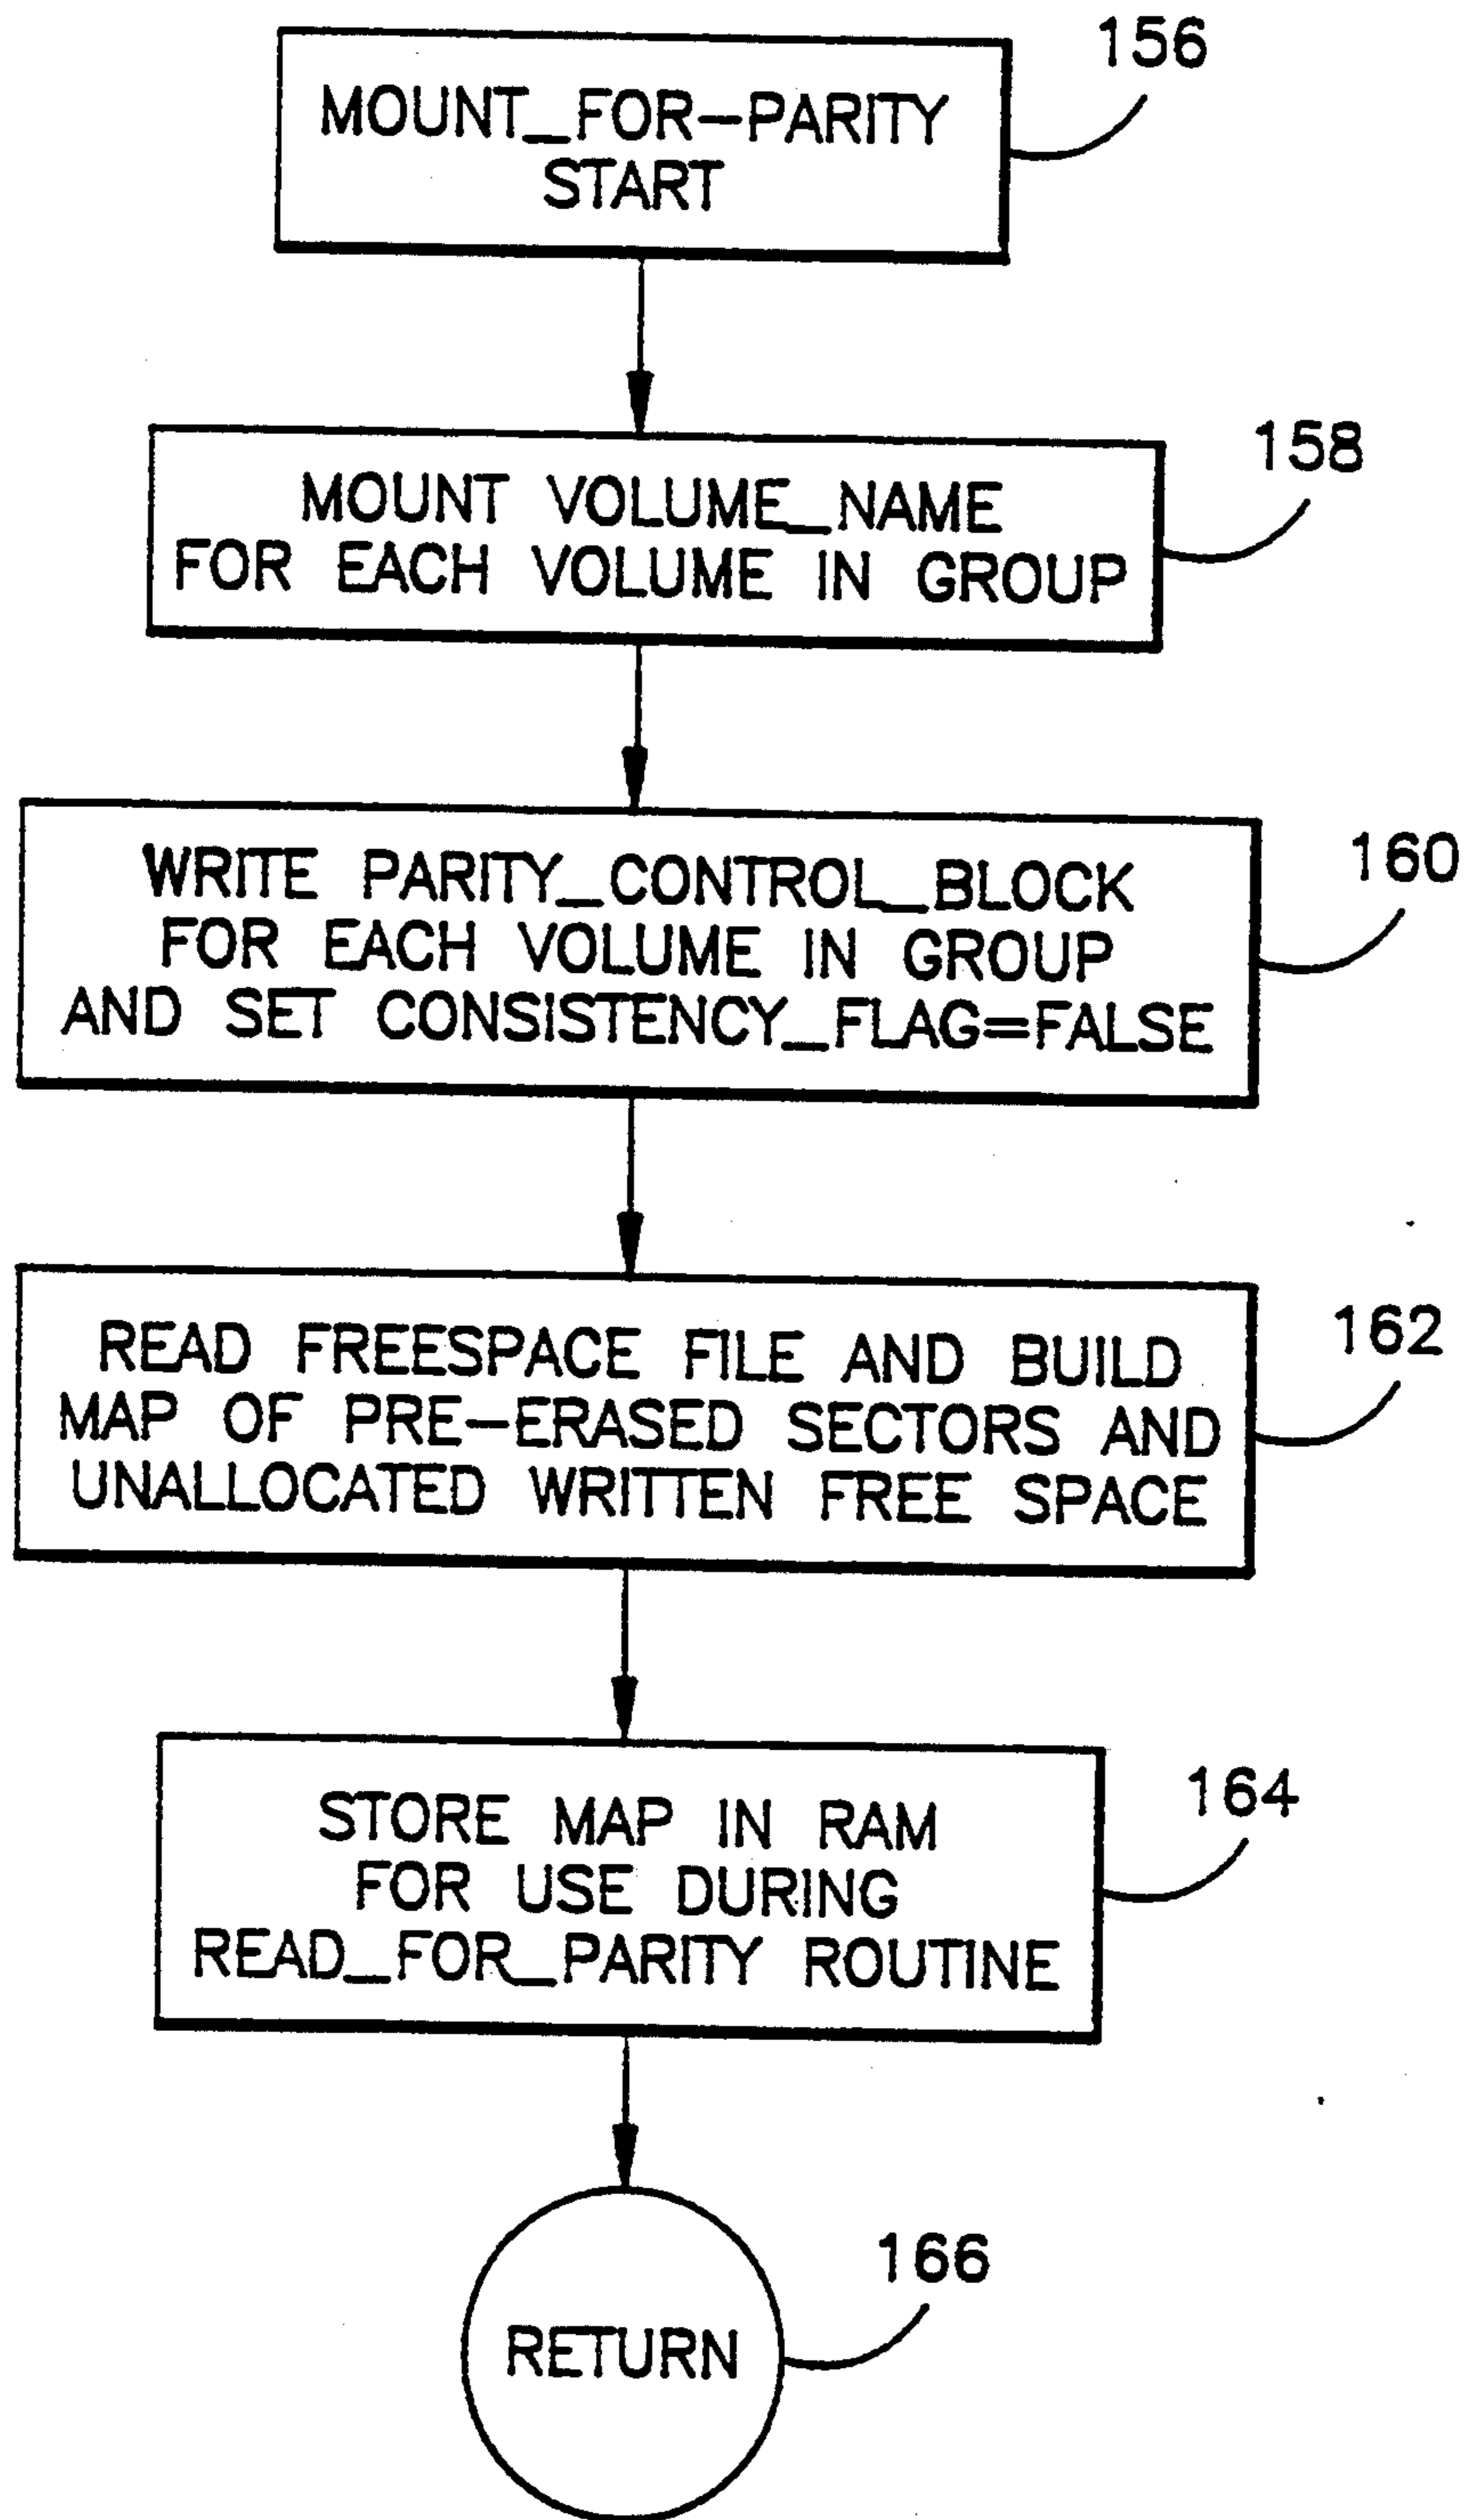 156
MOUNT_FOR-PARITY
START
158
MOUNT VOLUME_NAME
FOR EACH VOLUME IN GROUP
160
WRITE PARITY_CONTROL_BLOCK
FOR EACH VOLUME IN GROUP
AND SET CONSISTENCY_FLAG=FALSE
162
READ FREESPACE FILE AND BUILD
MAP OF PRE-ERASED SECTORS AND
UNALLOCATED WRITTEN FREE SPACE
164
STORE MAP IN RAM
FOR USE DURING
READ_FOR_PARITY ROUTINE
166
RETURN